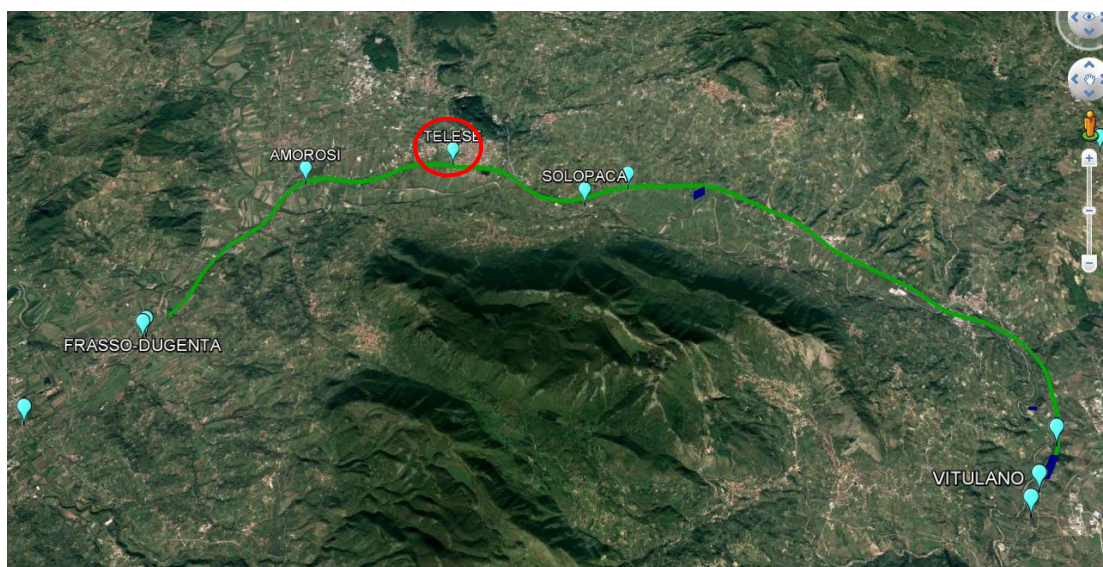 TELESE
AMOROSI
SOLOPACA
FRASSO-DUGENTA
VITULANO